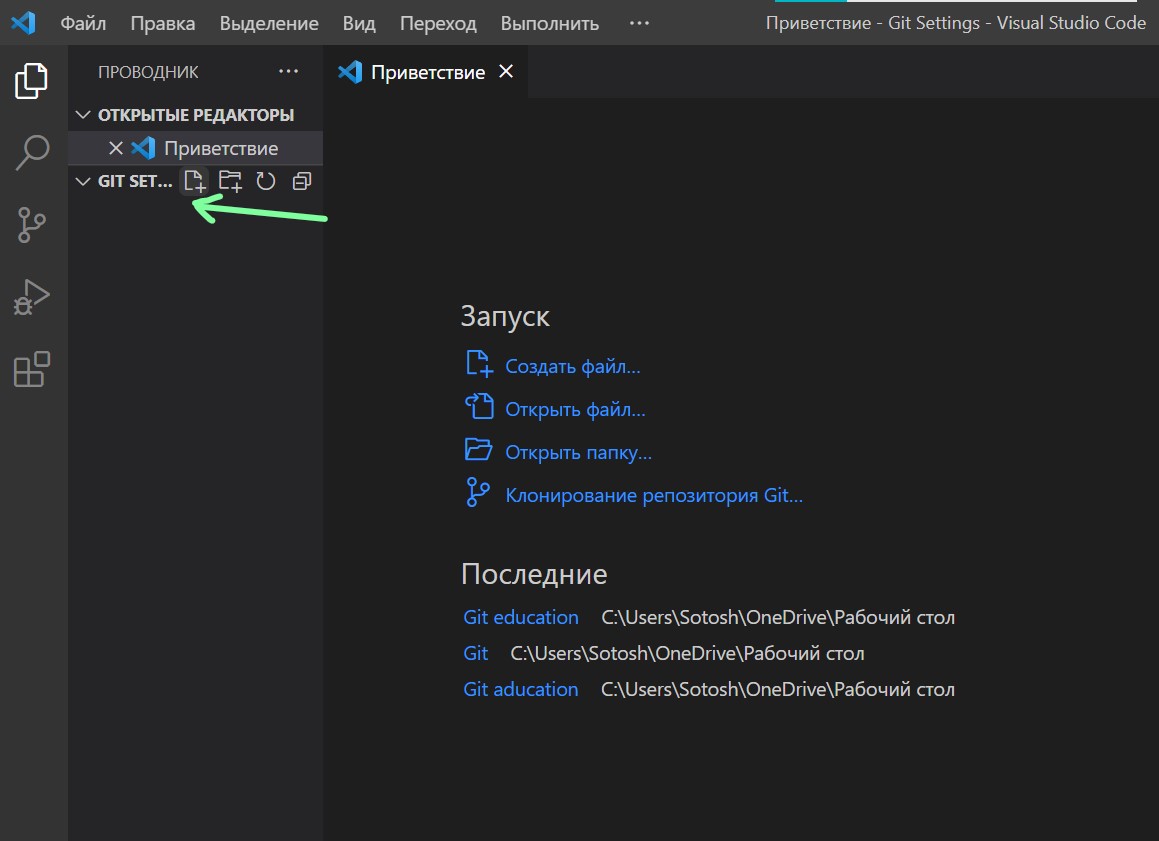 Файл Правка Выделение Вид Переход Выполнить ··· Приветствие - Git Settings - Visual Studio Code
ПРОВОДНИК ···
Приветствие
ОТКРЫТЫЕ РЕДАКТОРЫ
Приветствие
GIT SET...
Запуск
Создать файл...
Открыть файл...
Открыть папку...
Клонирование репозитория Git...
Последние
Git education C:\Users\Sotosh\OneDrive\Рабочий стол
Git C:\Users\Sotosh\OneDrive\Рабочий стол
Git aducation C:\Users\Sotosh\OneDrive\Рабочий стол